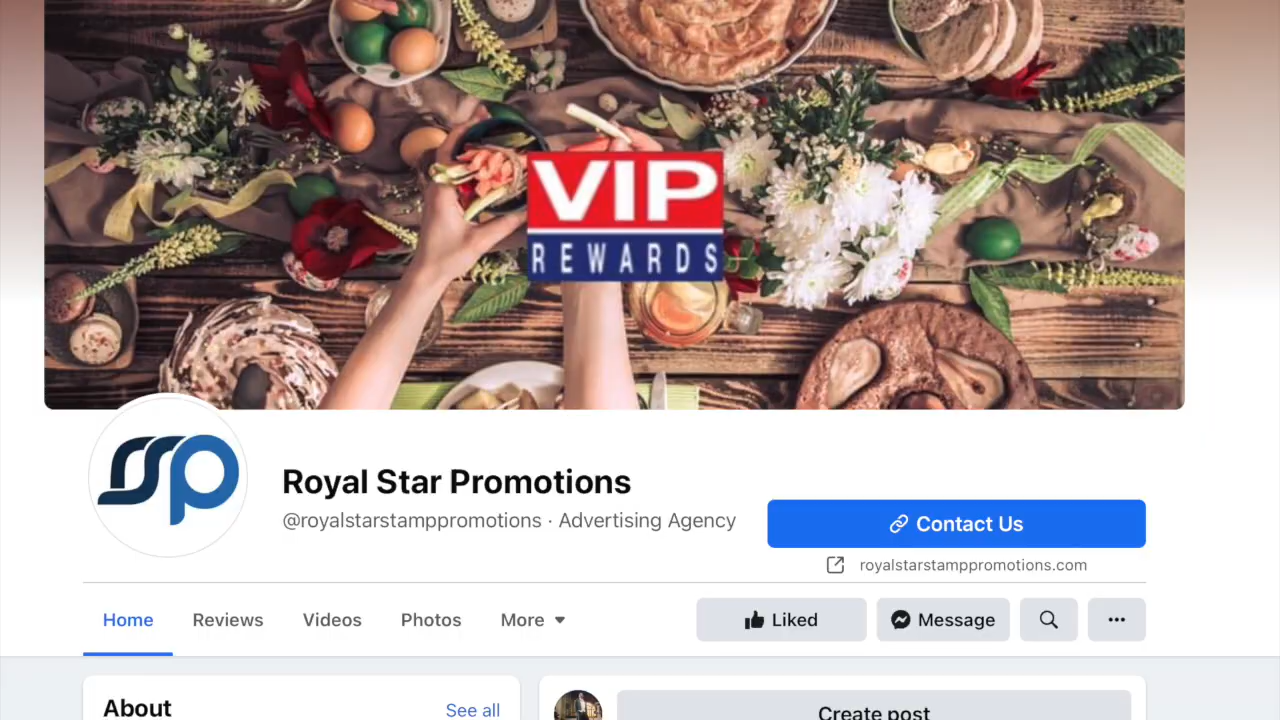 VIP
REWARDS
SSP
Royal Star Promotions
@royalstarstamppromotions · Advertising Agency
Contact Us
royalstarstamppromotions.com
Home Reviews Videos Photos More
Liked Message
About See all
Create post